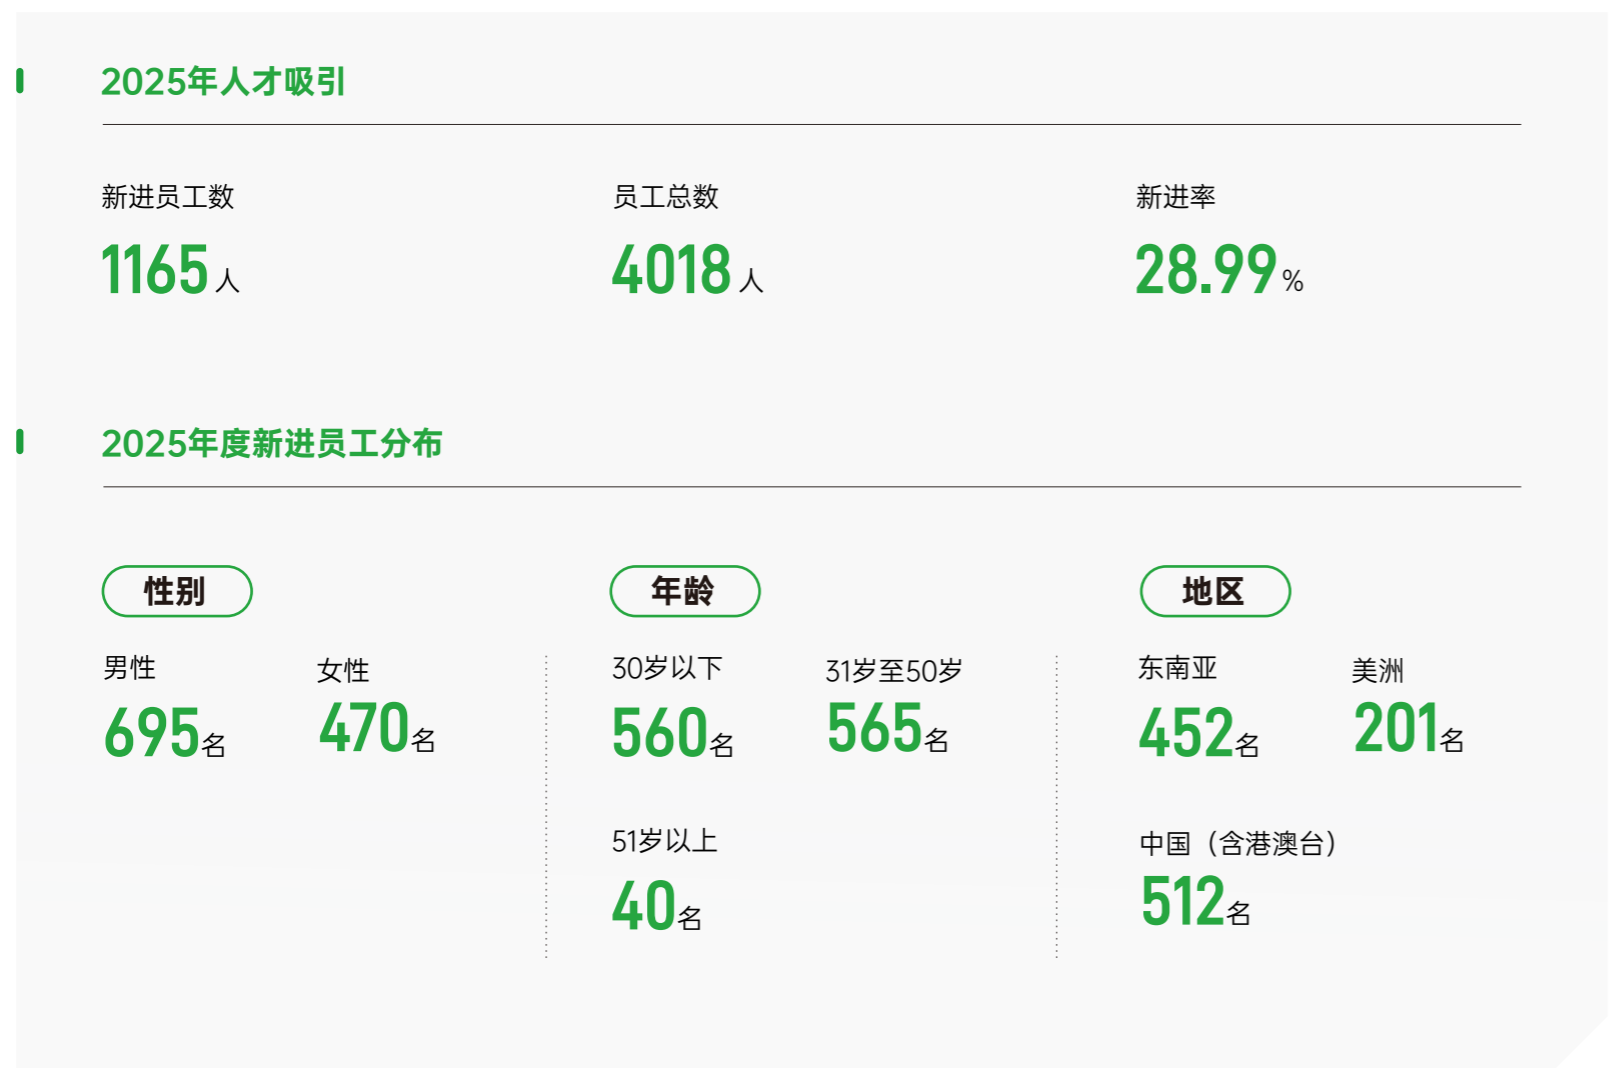 2025年人才吸引
新进员工数
1165人
员工总数
4018人
新进率
28.99%
2025年度新进员工分布
性别
男性
695名
女性
470名
年龄
30岁以下
560名
31岁至50岁
565名
51岁以上
40名
地区
东南亚
452名
美洲
201名
中国（含港澳台）
512名